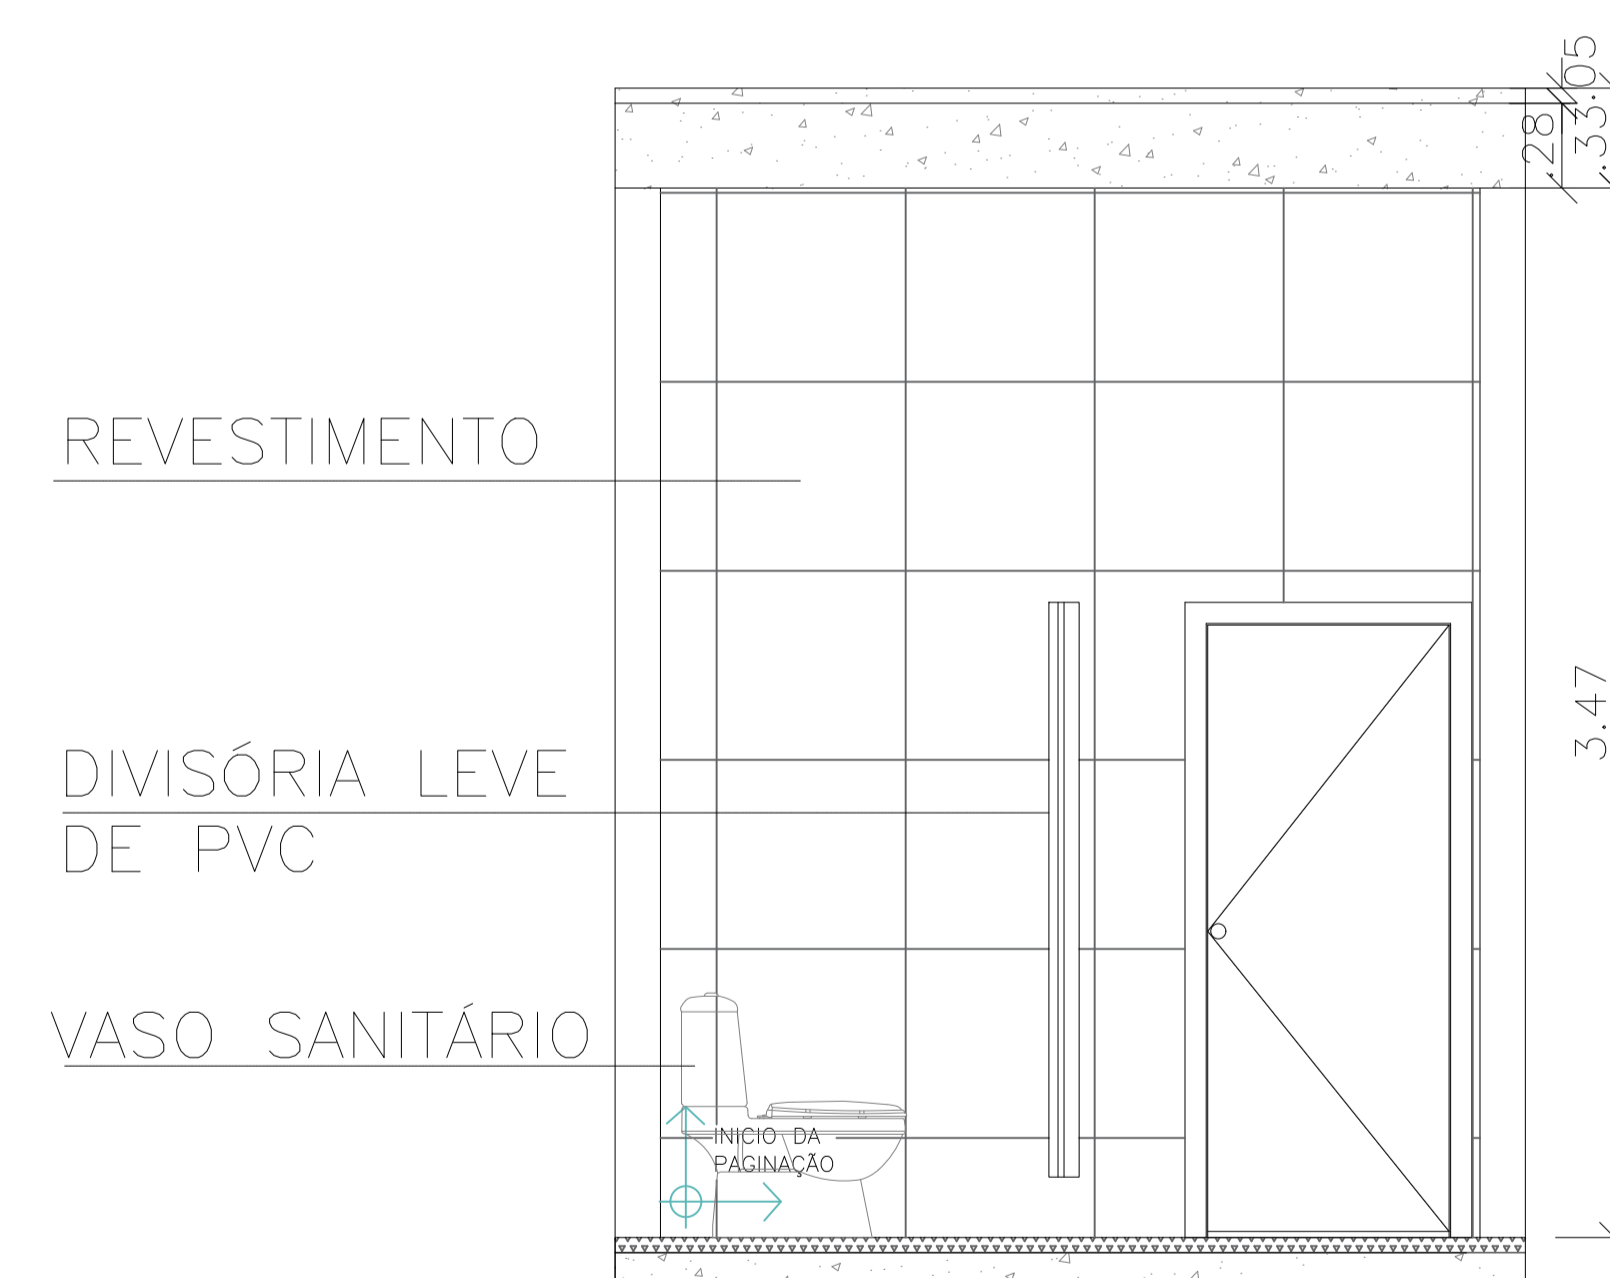 .05
.28
.33
REVESTIMENTO
3.47
DIVISÓRIA LEVE
DE PVC
VASO SANITÁRIO
INICIO DA
PAGINAÇÃO